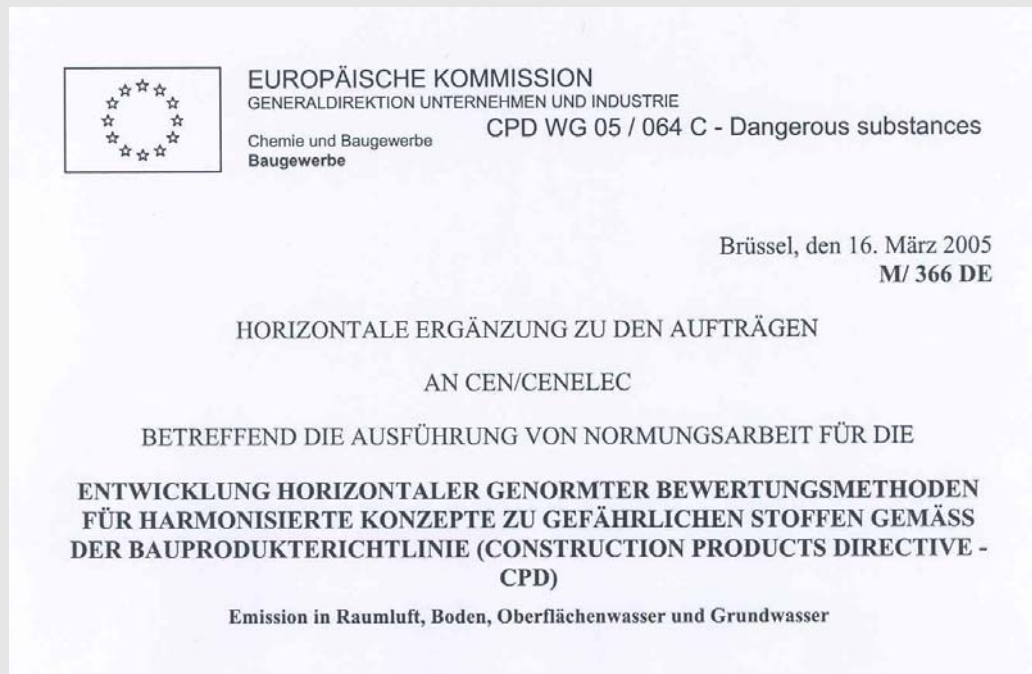 EUROPÄISCHE KOMMISSION
GENERALDIREKTION UNTERNEHMEN UND INDUSTRIE
CPD WG 05 / 064 C - Dangerous substances
Chemie und Baugewerbe
Baugewerbe
Brüssel, den 16. März 2005
M/ 366 DE
HORIZONTALE ERGÄNZUNG ZU DEN AUFTRÄGEN
AN CEN/CENELEC
BETREFFEND DIE AUSFÜHRUNG VON NORMUNGSARBEIT FÜR DIE
ENTWICKLUNG HORIZONTALER GENORMTER BEWERTUNGSMETHODEN
FÜR HARMONISIERTE KONZEPTE ZU GEFÄHRLICHEN STOFFEN GEMÄSS
DER BAUPRODUKTERICHTLINIE (CONSTRUCTION PRODUCTS DIRECTIVE -
CPD)
Emission in Raumluft, Boden, Oberflächenwasser und Grundwasser